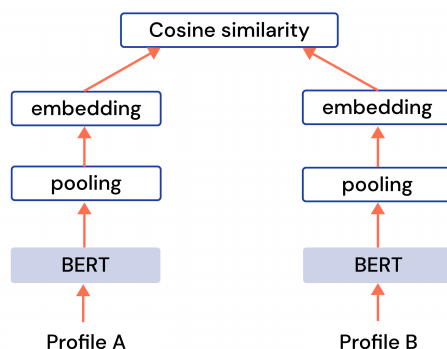 Cosine similarity
embedding
embedding
pooling
pooling
BERT
BERT
Profile A
Profile B